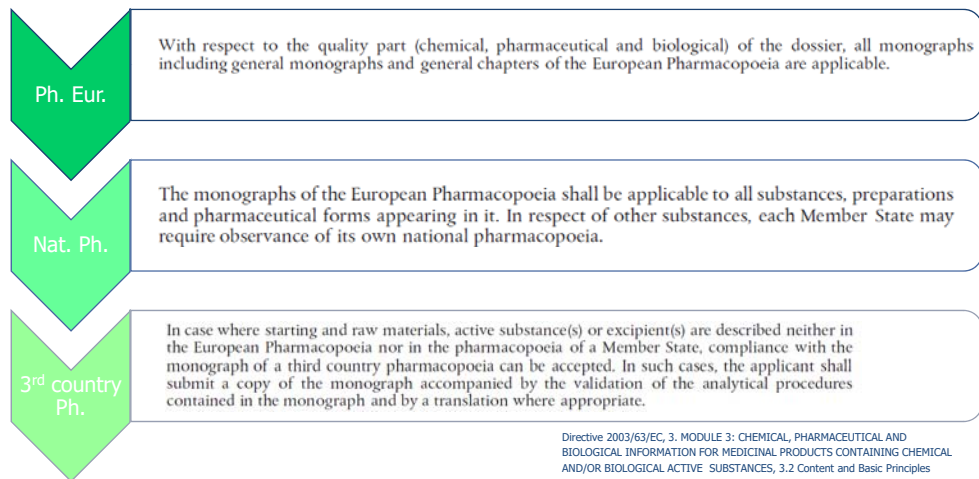 Ph. Eur.
With respect to the quality part (chemical, pharmaceutical and biological) of the dossier, all monographs
including general monographs and general chapters of the European Pharmacopoeia are applicable.
Nat. Ph.
The monographs of the European Pharmacopoeia shall be applicable to all substances, preparations
and pharmaceutical forms appearing in it. In respect of other substances, each Member State may
require observance of its own national pharmacopoeia.
3rd country
Ph.
In case where starting and raw materials, active substance(s) or excipient(s) are described neither in
the European Pharmacopoeia nor in the pharmacopoeia of a Member State, compliance with the
monograph of a third country pharmacopoeia can be accepted. In such cases, the applicant shall
submit a copy of the monograph accompanied by the validation of the analytical procedures
contained in the monograph and by a translation where appropriate.
Directive 2003/63/EC, 3. MODULE 3: CHEMICAL, PHARMACEUTICAL AND
BIOLOGICAL INFORMATION FOR MEDICINAL PRODUCTS CONTAINING CHEMICAL
AND/OR BIOLOGICAL ACTIVE SUBSTANCES, 3.2 Content and Basic Principles